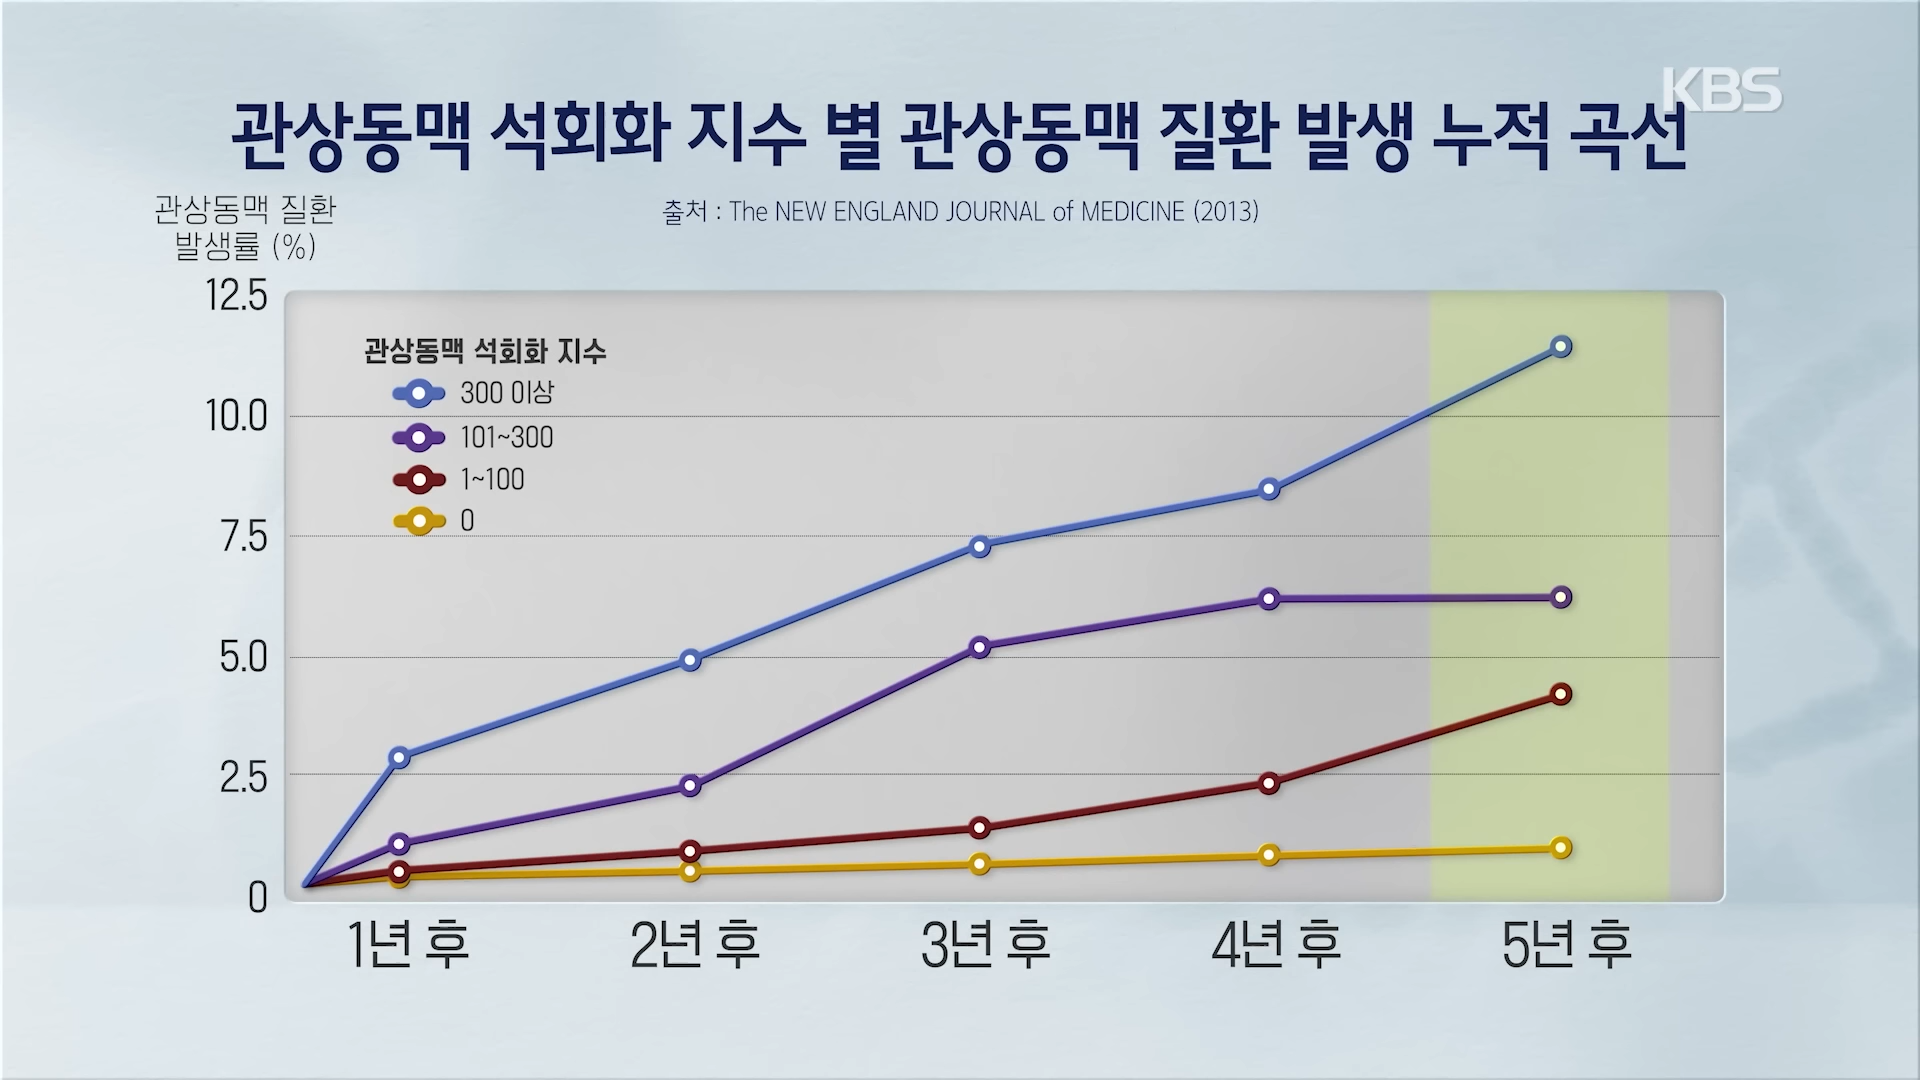 KBS
관상동맥 석회화 지수 별 관상동맥 질환 발생 누적 곡선
출처 : The NEW ENGLAND JOURNAL of MEDICINE (2013)
관상동맥 질환
발생률 (%)
12.5
10.0
7.5
5.0
2.5
0
관상동맥 석회화 지수
300 이상
101~300
1~100
0
1년 후
2년 후
3년 후
4년 후
5년 후